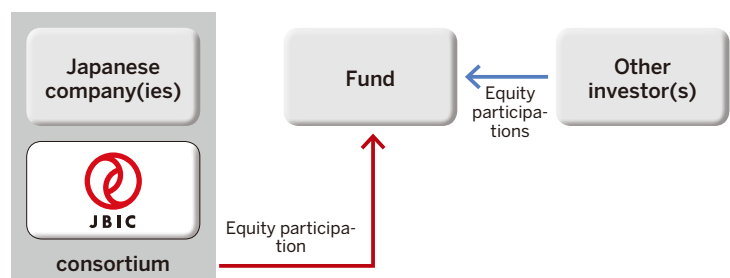 Japanese
company(ies)
JBIC
consortium
Equity participa-
tion
Fund
Equity
participa-
tions
Other
investor(s)